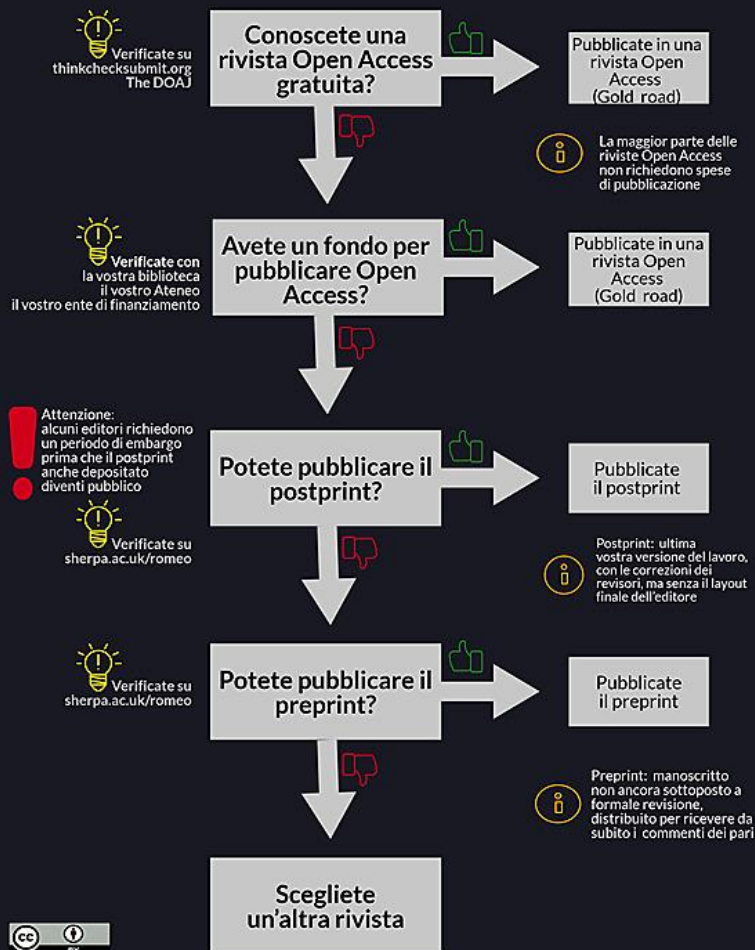 Verificate su
thinkchecksubmit.org
The DOAJ
Conoscete una
rivista Open Access
gratuita?
Pubblicate in una
rivista Open
Access
(Gold road)
La maggior parte delle
riviste Open Access
non richiedono spese
di pubblicazione
Verificate con
la vostra biblioteca
il vostro Ateneo
il vostro ente di finanziamento
Avete un fondo per
pubblicare Open
Access?
Pubblicate in una
rivista Open
Access
(Gold road)
Attenzione:
alcuni editori richiedono
un periodo di embargo
prima che il postprint
anche depositato
diventi pubblico
Verificate su
sherpa.ac.uk/romeo
Potete pubblicare il
postprint?
Pubblicate
il postprint
Postprint: ultima
vostra versione del lavoro,
con le correzioni dei
revisori, ma senza il layout
finale dell'editore
Verificate su
sherpa.ac.uk/romeo
Potete pubblicare il
preprint?
Pubblicate
il preprint
Preprint: manoscritto
non ancora sottoposto a
formale revisione,
distribuito per ricevere da
subito i commenti dei pari
Scegliete
un'altra rivista
cc